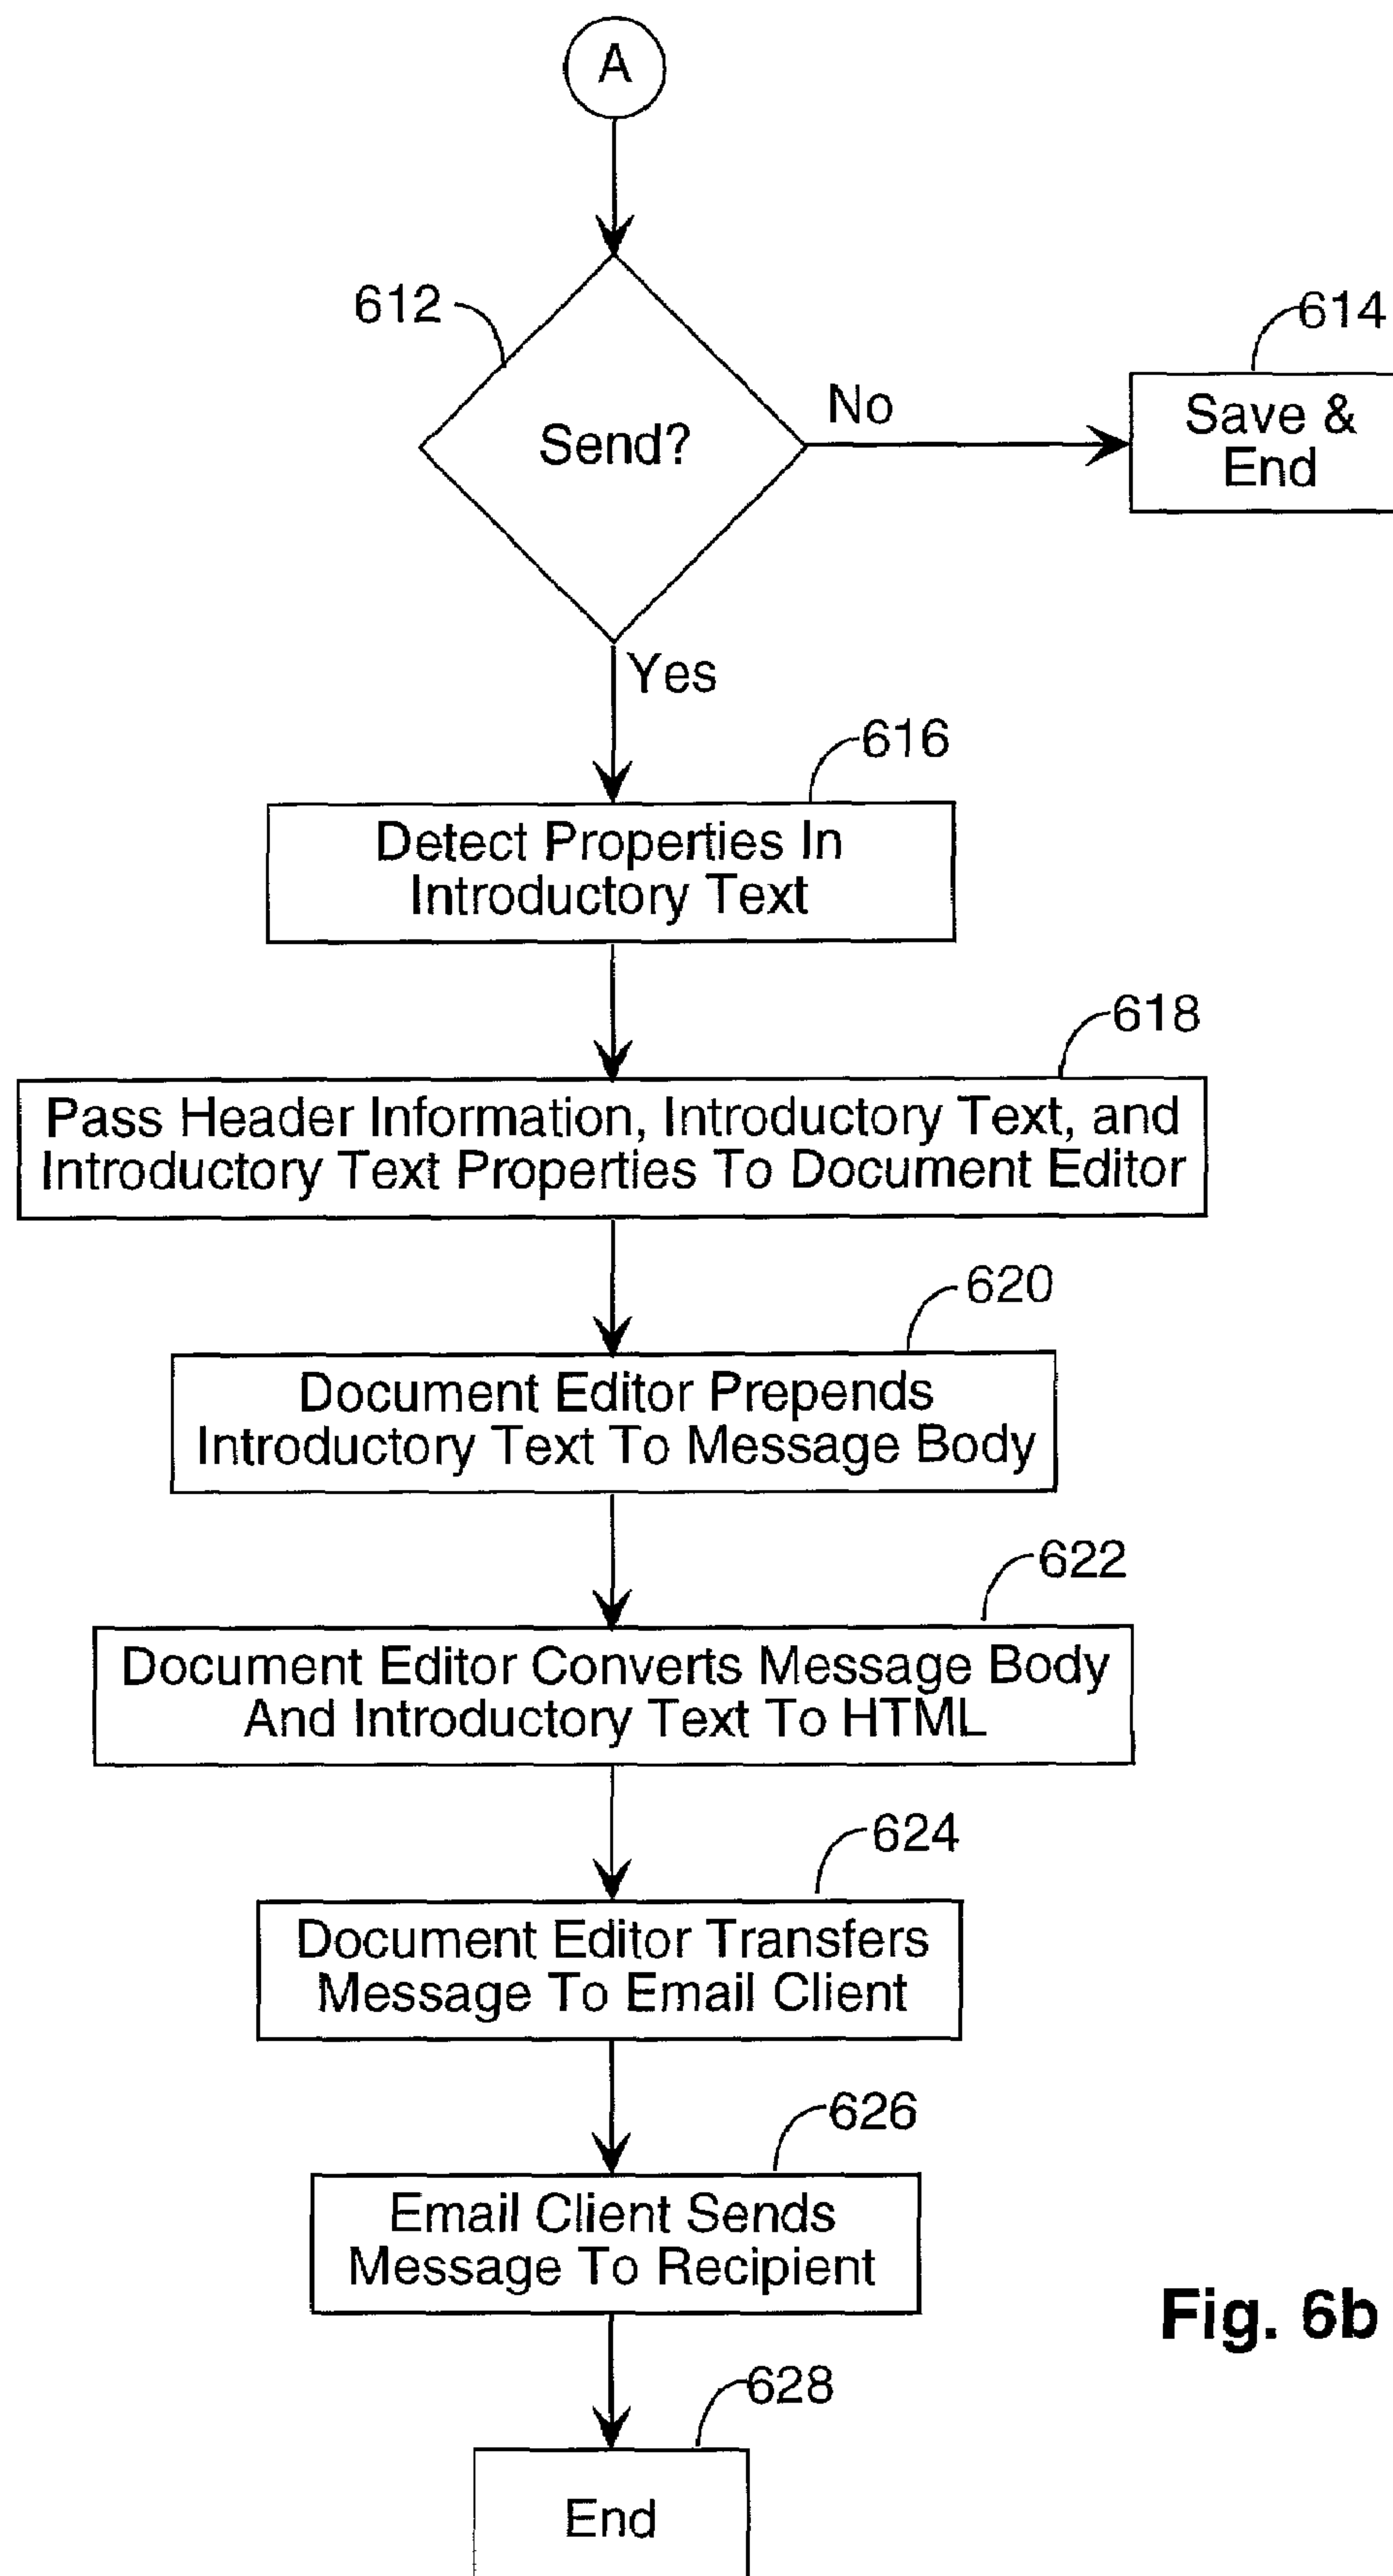 A
612
614
No
Save &
End
Send?
Yes
616
Detect Properties In
Introductory Text
618
Pass Header Information, Introductory Text, and
Introductory Text Properties To Document Editor
620
Document Editor Prepends
Introductory Text To Message Body
622
Document Editor Converts Message Body
And Introductory Text To HTML
624
Document Editor Transfers
Message To Email Client
626
Email Client Sends
Message To Recipient
Fig. 6b
628
End